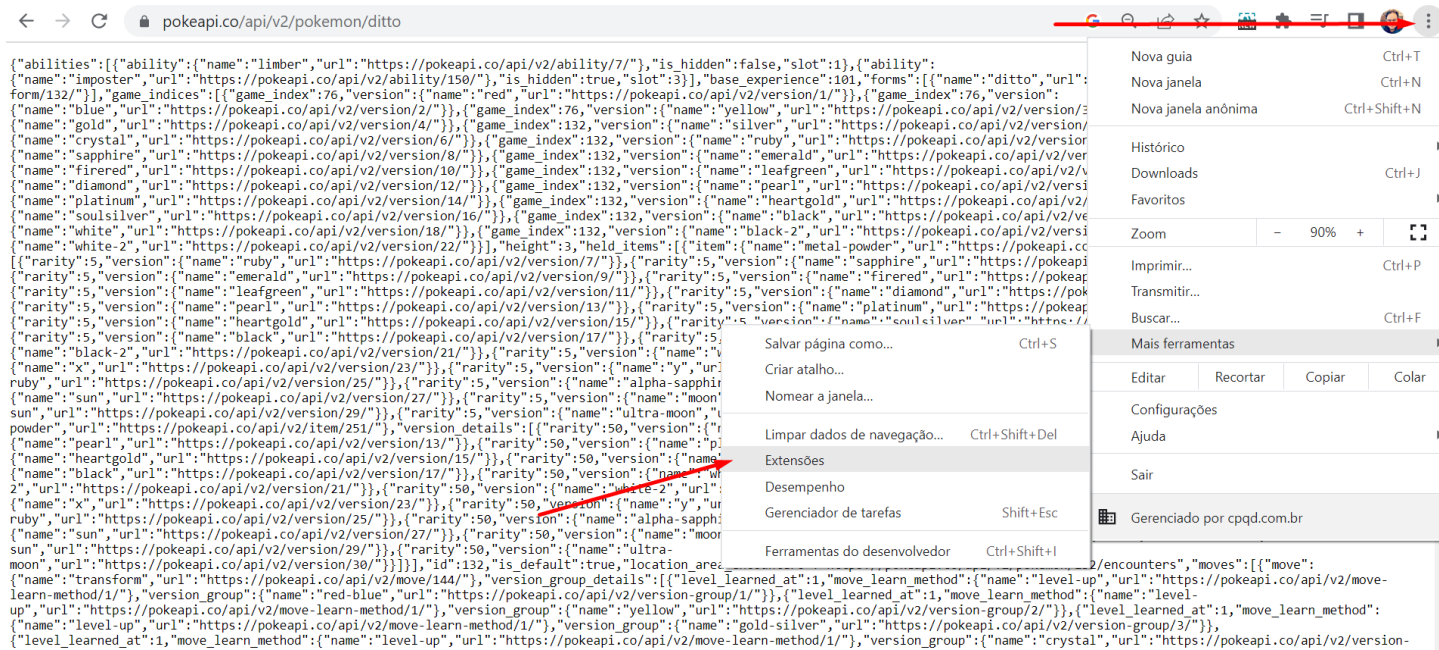 pokeapi.co/api/v2/pokemon/ditto
{"abilities":[{"ability":{"name":"limber","url":"https://pokeapi.co/api/v2/ability/7/"},"is_hidden":false,"slot":1},{"ability":
{"name":"imposter","url":"https://pokeapi.co/api/v2/ability/150/"},"is_hidden":true,"slot":3}],"base_experience":101,"forms":[{"name":"ditto","url":
form/132/"}],"game_indices":[{"game_index":76,"version":{"name":"red","url":"https://pokeapi.co/api/v2/version/1/"}},{"game_index":76,"version":
{"name":"blue","url":"https://pokeapi.co/api/v2/version/2/"}},{"game_index":76,"version":{"name":"yellow","url":"https://pokeapi.co/api/v2/version/3
{"name":"gold","url":"https://pokeapi.co/api/v2/version/4/"}},{"game_index":132,"version":{"name":"silver","url":"https://pokeapi.co/api/v2/version/
{"name":"crystal","url":"https://pokeapi.co/api/v2/version/6/"}},{"game_index":132,"version":{"name":"ruby","url":"https://pokeapi.co/api/v2/version
{"name":"sapphire","url":"https://pokeapi.co/api/v2/version/8/"}},{"game_index":132,"version":{"name":"emerald","url":"https://pokeapi.co/api/v2/ver
{"name":"firered","url":"https://pokeapi.co/api/v2/version/10/"}},{"game_index":132,"version":{"name":"leafgreen","url":"https://pokeapi.co/api/v2/v
{"name":"diamond","url":"https://pokeapi.co/api/v2/version/12/"}},{"game_index":132,"version":{"name":"pearl","url":"https://pokeapi.co/api/v2/versi
{"name":"platinum","url":"https://pokeapi.co/api/v2/version/14/"}},{"game_index":132,"version":{"name":"heartgold","url":"https://pokeapi.co/api/v2/
{"name":"soulsilver","url":"https://pokeapi.co/api/v2/version/16/"}},{"game_index":132,"version":{"name":"black","url":"https://pokeapi.co/api/v2/ve
{"name":"white","url":"https://pokeapi.co/api/v2/version/18/"}},{"game_index":132,"version":{"name":"black-2","url":"https://pokeapi.co/api/v2/versi
{"name":"white-2","url":"https://pokeapi.co/api/v2/version/22/"}}],"height":3,"held_items":[{"item":{"name":"metal-powder","url":"https://pokeapi.co
[{"rarity":5,"version":{"name":"ruby","url":"https://pokeapi.co/api/v2/version/7/"}},{"rarity":5,"version":{"name":"sapphire","url":"https://pokeapi
{"rarity":5,"version":{"name":"emerald","url":"https://pokeapi.co/api/v2/version/9/"}},{"rarity":5,"version":{"name":"firered","url":"https://pokeap
{"rarity":5,"version":{"name":"leafgreen","url":"https://pokeapi.co/api/v2/version/11/"}},{"rarity":5,"version":{"name":"diamond","url":"https://pok
{"rarity":5,"version":{"name":"pearl","url":"https://pokeapi.co/api/v2/version/13/"}},{"rarity":5,"version":{"name":"platinum","url":"https://pokeap
{"rarity":5,"version":{"name":"heartgold","url":"https://pokeapi.co/api/v2/version/15/"}},{"rarity":5,"version":{"name":"soulsilver","url":"https://
{"rarity":5,"version":{"name":"black","url":"https://pokeapi.co/api/v2/version/17/"}},{"rarity":5
{"name":"black-2","url":"https://pokeapi.co/api/v2/version/21/"}},{"rarity":5,"version":{"name":"w
{"name":"x","url":"https://pokeapi.co/api/v2/version/23/"}},{"rarity":5,"version":{"name":"y","url
ruby","url":"https://pokeapi.co/api/v2/version/25/"}},{"rarity":5,"version":{"name":"alpha-sapphir
{"name":"sun","url":"https://pokeapi.co/api/v2/version/27/"}},{"rarity":5,"version":{"name":"moon"
sun","url":"https://pokeapi.co/api/v2/version/29/"}},{"rarity":5,"version":{"name":"ultra-moon","u
powder","url":"https://pokeapi.co/api/v2/item/251/"},"version_details":[{"rarity":50,"version":{"n
{"name":"pearl","url":"https://pokeapi.co/api/v2/version/13/"}},{"rarity":50,"version":{"name":"pl
{"name":"heartgold","url":"https://pokeapi.co/api/v2/version/15/"}},{"rarity":50,"version":{"name"
{"name":"black","url":"https://pokeapi.co/api/v2/version/17/"}},{"rarity":50,"version":{"name":"wh
2","url":"https://pokeapi.co/api/v2/version/21/"}},{"rarity":50,"version":{"name":"white-2","url":
{"name":"x","url":"https://pokeapi.co/api/v2/version/23/"}},{"rarity":50,"version":{"name":"y","ur
ruby","url":"https://pokeapi.co/api/v2/version/25/"}},{"rarity":50,"version":{"name":"alpha-sapphi
{"name":"sun","url":"https://pokeapi.co/api/v2/version/27/"}},{"rarity":50,"version":{"name":"moon
sun","url":"https://pokeapi.co/api/v2/version/29/"}},{"rarity":50,"version":{"name":"ultra-
moon","url":"https://pokeapi.co/api/v2/version/30/"}}]}],"id":132,"is_default":true,"location_area_ 2/encounters","moves":[{"move":
{"name":"transform","url":"https://pokeapi.co/api/v2/move/144/"},"version_group_details":[{"level_learned_at":1,"move_learn_method":{"name":"level-up","url":"https://pokeapi.co/api/v2/move-
learn-method/1/"},"version_group":{"name":"red-blue","url":"https://pokeapi.co/api/v2/version-group/1/"}},{"level_learned_at":1,"move_learn_method":{"name":"level-
up","url":"https://pokeapi.co/api/v2/move-learn-method/1/"},"version_group":{"name":"yellow","url":"https://pokeapi.co/api/v2/version-group/2/"}},{"level_learned_at":1,"move_learn_method":
{"name":"level-up","url":"https://pokeapi.co/api/v2/move-learn-method/1/"},"version_group":{"name":"gold-silver","url":"https://pokeapi.co/api/v2/version-group/3/"}},
{"level_learned_at":1,"move_learn_method":{"name":"level-up","url":"https://pokeapi.co/api/v2/move-learn-method/1/"},"version_group":{"name":"crystal","url":"https://pokeapi.co/api/v2/version-
Nova guia Ctrl+T
Nova janela Ctrl+N
Nova janela anônima Ctrl+Shift+N
Histórico
Downloads Ctrl+J
Favoritos
Zoom - 90% +
Imprimir... Ctrl+P
Transmitir...
Buscar... Ctrl+F
Mais ferramentas
Editar Recortar Copiar Colar
Configurações
Ajuda
Sair
Gerenciado por cpqd.com.br
Salvar página como... Ctrl+S
Criar atalho...
Nomear a janela...
Limpar dados de navegação... Ctrl+Shift+Del
Extensões
Desempenho
Gerenciador de tarefas Shift+Esc
Ferramentas do desenvolvedor Ctrl+Shift+I